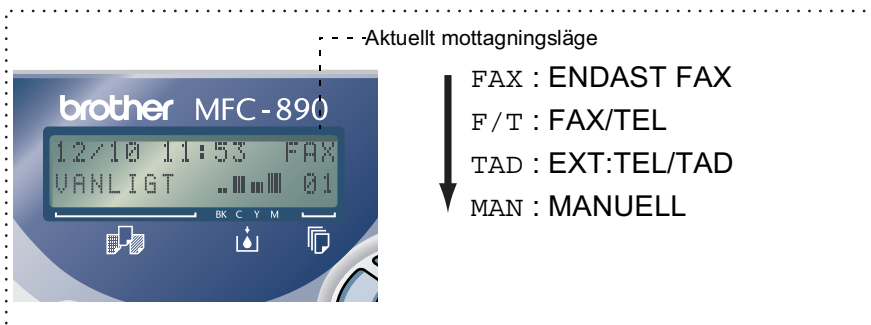 Aktuellt mottagningsläge
brother MFC-890
12/10 11:53 FAX
VANLIGT 01
BK C Y M
FAX : ENDAST FAX
F/T : FAX/TEL
TAD : EXT:TEL/TAD
MAN : MANUELL